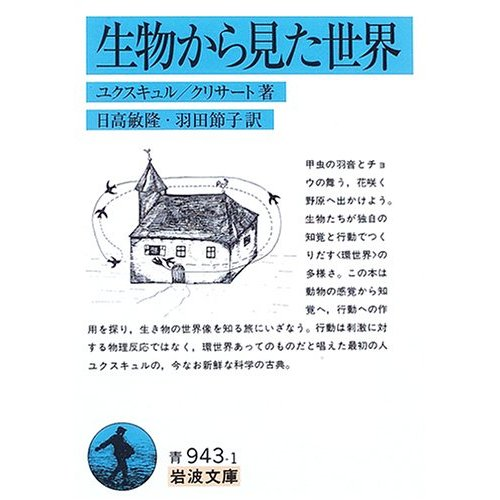 生物から見た世界
ユクスキュル/クリサート著
日高敏隆・羽田節子訳
甲虫の羽音とチョ
ウの舞う，花咲く
野原へ出かけよう。
生物たちが独自の
知覚と行動でつく
りだす〈環世界〉の
多様さ。この本は
動物の感覚から知
覚へ，行動への作
用を探り，生き物の世界像を知る旅にいざなう。行動は刺激に対
する物理反応ではなく，環世界あってのものだと唱えた最初の人
ユクスキュルの，今なお新鮮な科学の古典。
青 943-1
岩波文庫